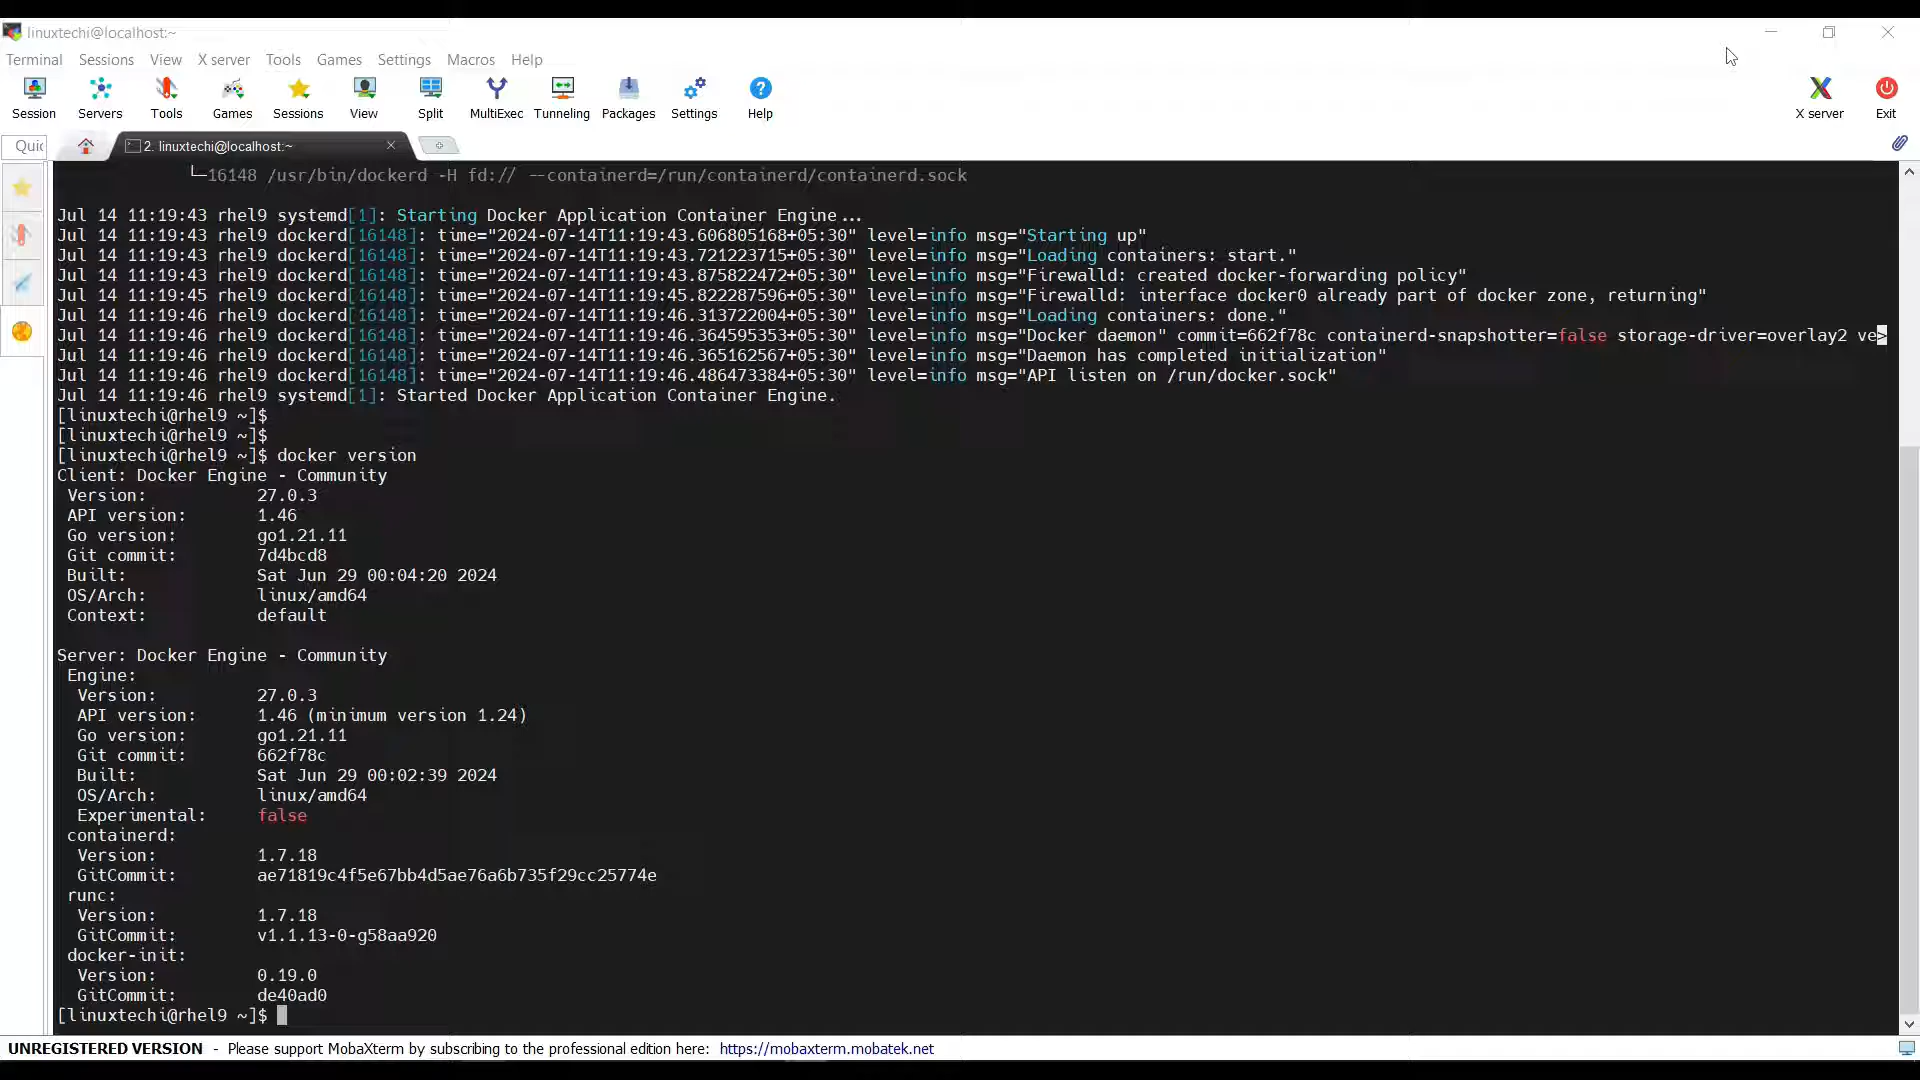 linuxtechi@localhost:~
Terminal Sessions View X server Tools Games Settings Macros Help
Session Servers Tools Games Sessions View Split MultiExec Tunneling Packages Settings Help X server Exit
Quic 2. linuxtechi@localhost:~
└─16148 /usr/bin/dockerd -H fd:// --containerd=/run/containerd/containerd.sock
Jul 14 11:19:43 rhel9 systemd[1]: Starting Docker Application Container Engine...
Jul 14 11:19:43 rhel9 dockerd[16148]: time="2024-07-14T11:19:43.606805168+05:30" level=info msg="Starting up"
Jul 14 11:19:43 rhel9 dockerd[16148]: time="2024-07-14T11:19:43.721223715+05:30" level=info msg="Loading containers: start."
Jul 14 11:19:43 rhel9 dockerd[16148]: time="2024-07-14T11:19:43.875822472+05:30" level=info msg="Firewalld: created docker-forwarding policy"
Jul 14 11:19:45 rhel9 dockerd[16148]: time="2024-07-14T11:19:45.822287596+05:30" level=info msg="Firewalld: interface docker0 already part of docker zone, returning"
Jul 14 11:19:46 rhel9 dockerd[16148]: time="2024-07-14T11:19:46.313722004+05:30" level=info msg="Loading containers: done."
Jul 14 11:19:46 rhel9 dockerd[16148]: time="2024-07-14T11:19:46.364595353+05:30" level=info msg="Docker daemon" commit=662f78c containerd-snapshotter=false storage-driver=overlay2 ve>
Jul 14 11:19:46 rhel9 dockerd[16148]: time="2024-07-14T11:19:46.365162567+05:30" level=info msg="Daemon has completed initialization"
Jul 14 11:19:46 rhel9 dockerd[16148]: time="2024-07-14T11:19:46.486473384+05:30" level=info msg="API listen on /run/docker.sock"
Jul 14 11:19:46 rhel9 systemd[1]: Started Docker Application Container Engine.
[linuxtechi@rhel9 ~]$
[linuxtechi@rhel9 ~]$
[linuxtechi@rhel9 ~]$ docker version
Client: Docker Engine - Community
Version: 27.0.3
API version: 1.46
Go version: go1.21.11
Git commit: 7d4bcd8
Built: Sat Jun 29 00:04:20 2024
OS/Arch: linux/amd64
Context: default
Server: Docker Engine - Community
Engine:
Version: 27.0.3
API version: 1.46 (minimum version 1.24)
Go version: go1.21.11
Git commit: 662f78c
Built: Sat Jun 29 00:02:39 2024
OS/Arch: linux/amd64
Experimental: false
containerd:
Version: 1.7.18
GitCommit: ae71819c4f5e67bb4d5ae76a6b735f29cc25774e
runc:
Version: 1.7.18
GitCommit: v1.1.13-0-g58aa920
docker-init:
Version: 0.19.0
GitCommit: de40ad0
[linuxtechi@rhel9 ~]$
UNREGISTERED VERSION - Please support MobaXterm by subscribing to the professional edition here: https://mobaxterm.mobatek.net